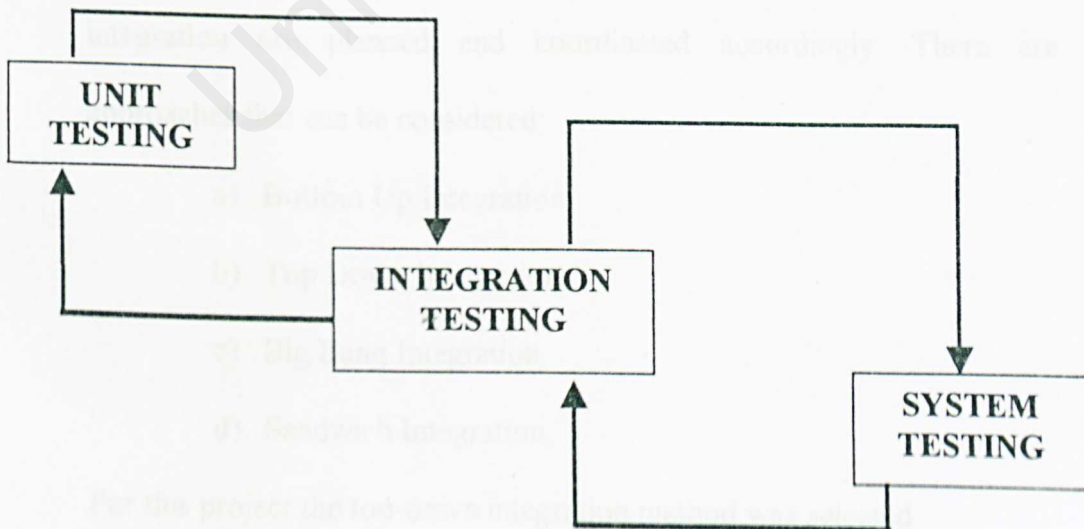 integration are planned and coordinated accordingly. There are
can be considered:
UNIT
TESTING
a) Bottom Up Integration
b) Top
INTEGRATION
TESTING
c) Big Bang Integration
d) Sandwich Integration
SYSTEM
TESTING
For this project the top-down integration method was selected
Uni